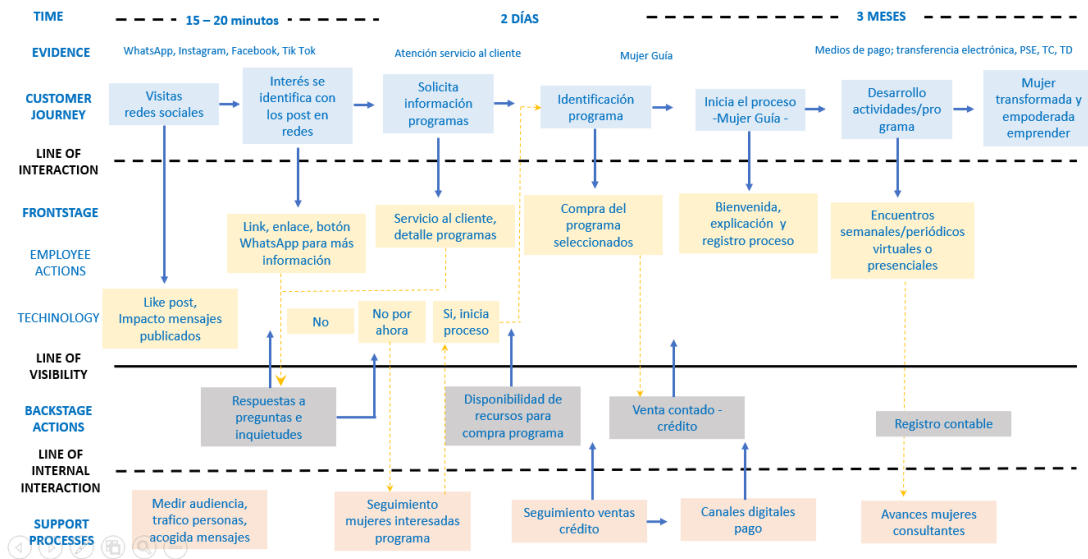 TIME
15 – 20 minutos
2 DÍAS
3 MESES
EVIDENCE
WhatsApp, Instagram, Facebook, Tik Tok
Atención servicio al cliente
Mujer Guía
Medios de pago; transferencia electrónica, PSE, TC, TD
CUSTOMER
JOURNEY
Visitas
redes sociales
Interés se
identifica con
los post en
redes
Solicita
información
programas
Identificación
programa
Inicia el proceso
-Mujer Guía -
Desarrollo
actividades/pro
grama
Mujer
transformada y
empoderada
emprender
LINE OF
INTERACTION
FRONTSTAGE
EMPLOYEE
ACTIONS
Link, enlace, botón
WhatsApp para más
información
Servicio al cliente,
detalle programas
Compra del
programa
seleccionados
Bienvenida,
explicación y
registro proceso
Encuentros
semanales/periódicos
virtuales o
presenciales
TECHINOLOGY
Like post,
Impacto mensajes
publicados
No
No por
ahora
Si, inicia
proceso
LINE OF
VISIBILITY
BACKSTAGE
ACTIONS
Respuestas a
preguntas e
inquietudes
Disponibilidad de
recursos para
compra programa
Venta contado -
crédito
Registro contable
LINE OF
INTERNAL
INTERACTION
SUPPORT
PROCESSES
Medir audiencia,
trafico personas,
acogida mensajes
Seguimiento
mujeres interesadas
programa
Seguimiento ventas
crédito
Canales digitales
pago
Avances mujeres
consultantes